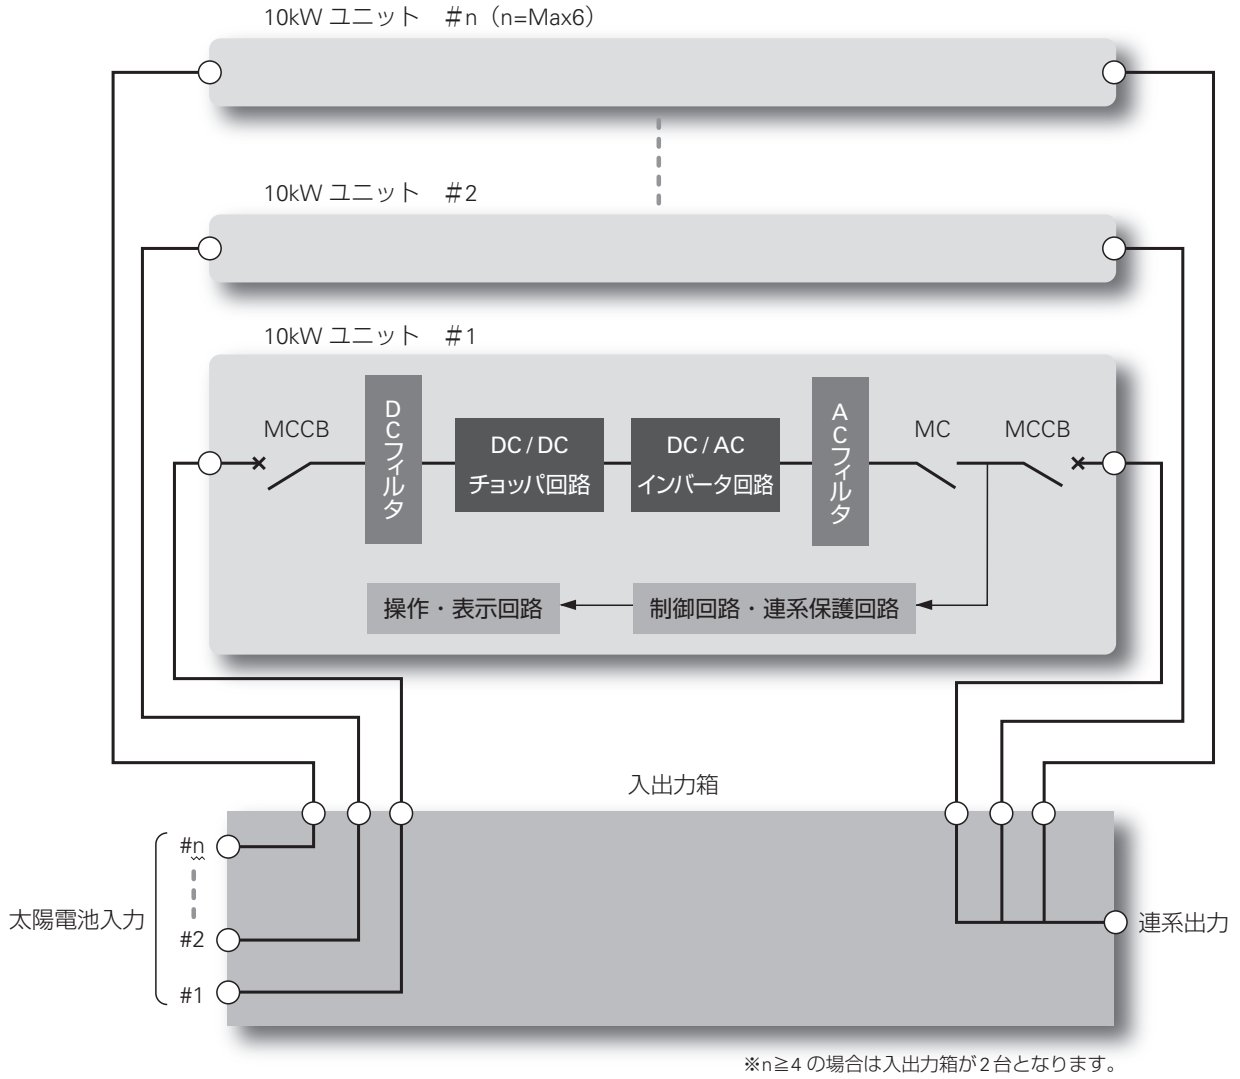 10kW ユニット　＃n（n=Max6）
10kW ユニット　＃2
10kW ユニット　＃1
MCCB
DCフィルタ
DC/DC
チョッパ回路
DC/AC
インバータ回路
ACフィルタ
MC
MCCB
操作・表示回路
制御回路・連系保護回路
入出力箱
太陽電池入力
#n
#2
#1
連系出力
※n≧4 の場合は入出力箱が2台となります。